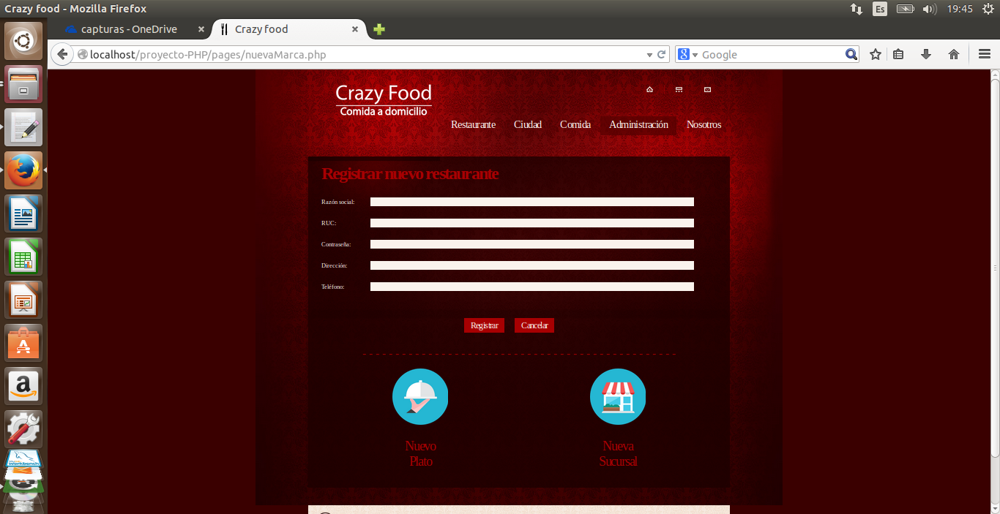 Crazy food - Mozilla Firefox
Es
19:45
capturas - OneDrive
Crazy food
localhost/proyecto-PHP/pages/nuevaMarca.php
Google
Crazy Food
Comida a domicilio
Restaurante Ciudad Comida Administración Nosotros
Registrar nuevo restaurante
Razón social:
RUC:
Contraseña:
Dirección:
Teléfono:
Registrar Cancelar
Nuevo
Plato
Nueva
Sucursal